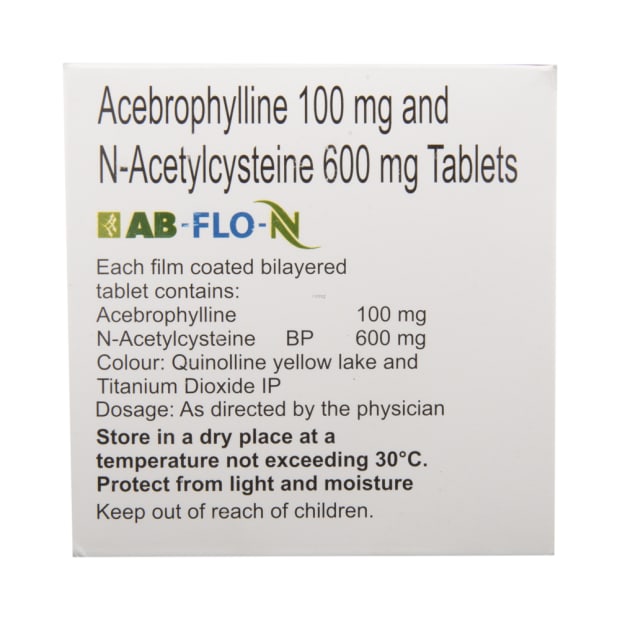 Acebrophylline 100 mg and
N-Acetylcysteine 600 mg Tablets
AB-FLO-N
Each film coated bilayered
tablet contains:
Acebrophylline 100 mg
N-Acetylcysteine BP 600 mg
Colour: Quinolline yellow lake and
Titanium Dioxide IP
Dosage: As directed by the physician
Store in a dry place at a
temperature not exceeding 30°C.
Protect from light and moisture
Keep out of reach of children.